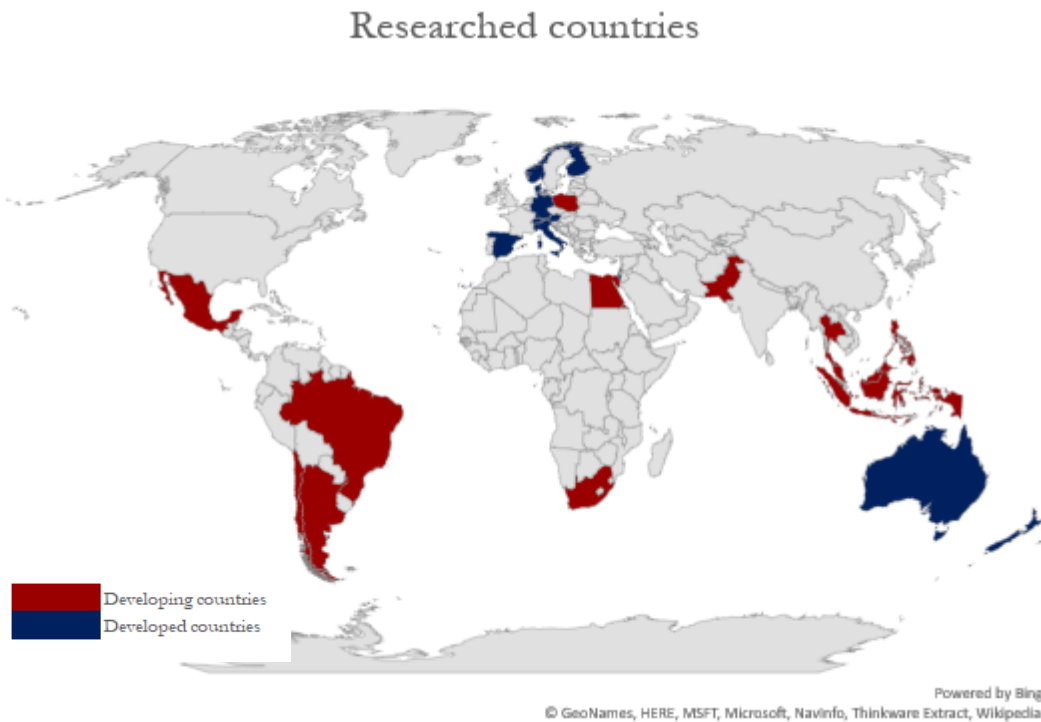 Researched countries
Developing countries
Developed countries
Powered by Bing
© GeoNames, HERE, MSFT, Microsoft, NavInfo, Thinkware Extract, Wikipedia